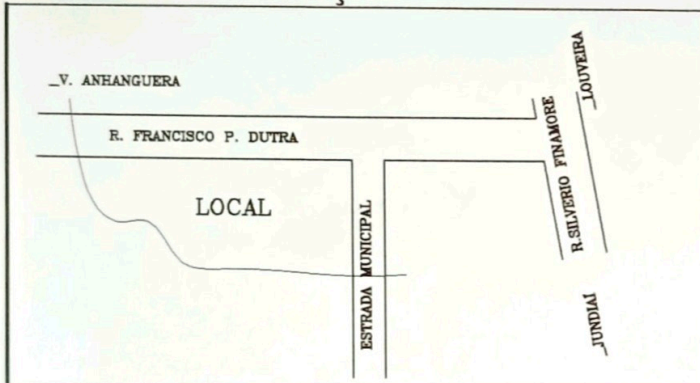 _V. ANHANGUERA
R. FRANCISCO P. DUTRA
LOCAL
ESTRADA MUNICIPAL
R.SILVERIO FINAMORE
_LOUVEIRA
_JUNDIAÍ